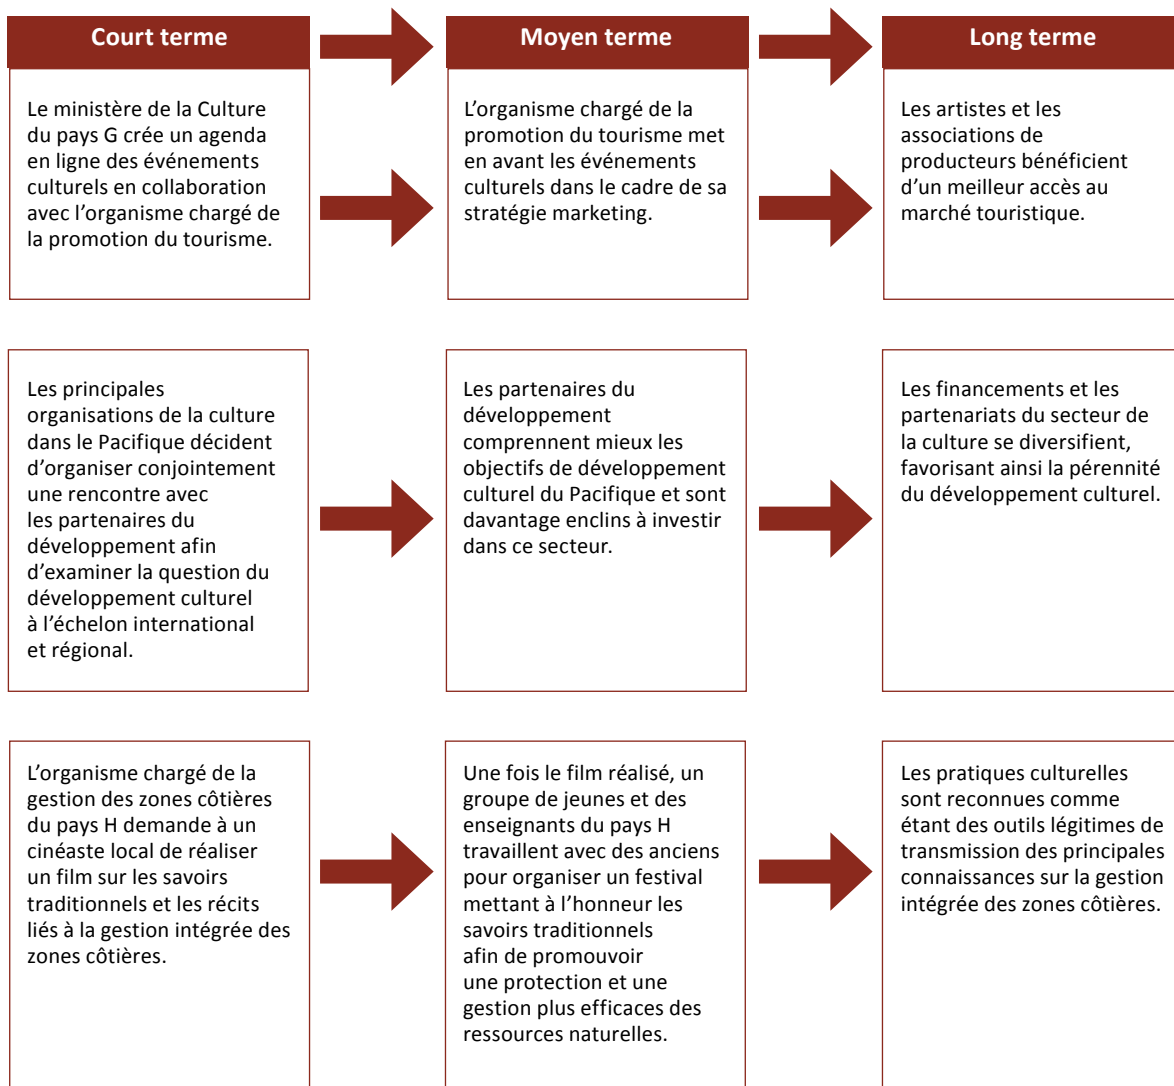 Court terme
Moyen terme
Long terme
Le ministère de la Culture
du pays G crée un agenda
en ligne des événements
culturels en collaboration
avec l’organisme chargé de
la promotion du tourisme.
L’organisme chargé de la
promotion du tourisme met
en avant les événements
culturels dans le cadre de sa
stratégie marketing.
Les artistes et les
associations de
producteurs bénéficient
d’un meilleur accès au
marché touristique.
Les principales
organisations de la culture
dans le Pacifique décident
d’organiser conjointement
une rencontre avec
les partenaires du
développement afin
d’examiner la question du
développement culturel
à l’échelon international
et régional.
Les partenaires du
développement
comprennent mieux les
objectifs de développement
culturel du Pacifique et sont
davantage enclins à investir
dans ce secteur.
Les financements et les
partenariats du secteur de
la culture se diversifient,
favorisant ainsi la pérennité
du développement culturel.
L’organisme chargé de la
gestion des zones côtières
du pays H demande à un
cinéaste local de réaliser
un film sur les savoirs
traditionnels et les récits
liés à la gestion intégrée des
zones côtières.
Une fois le film réalisé, un
groupe de jeunes et des
enseignants du pays H
travaillent avec des anciens
pour organiser un festival
mettant à l’honneur les
savoirs traditionnels
afin de promouvoir
une protection et une
gestion plus efficaces des
ressources naturelles.
Les pratiques culturelles
sont reconnues comme
étant des outils légitimes de
transmission des principales
connaissances sur la gestion
intégrée des zones côtières.